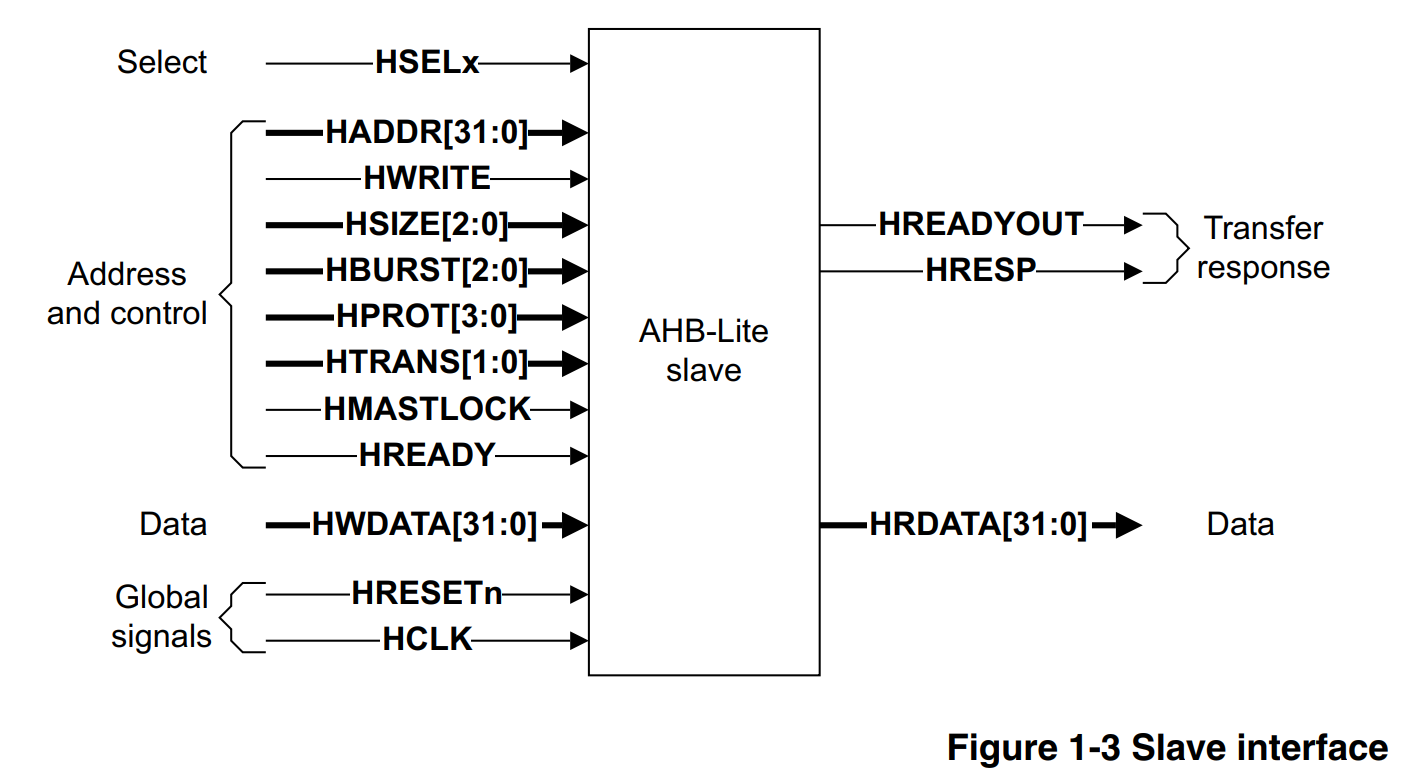 Select
HSELx
HADDR[31:0]
HWRITE
HSIZE[2:0]
HBURST[2:0]
HPROT[3:0]
HTRANS[1:0]
HMASTLOCK
HREADY
Address
and control
Data
HWDATA[31:0]
Global
signals
HRESETn
HCLK
AHB-Lite
slave
HREADYOUT
HRESP
Transfer
response
HRDATA[31:0]
Data
Figure 1-3 Slave interface